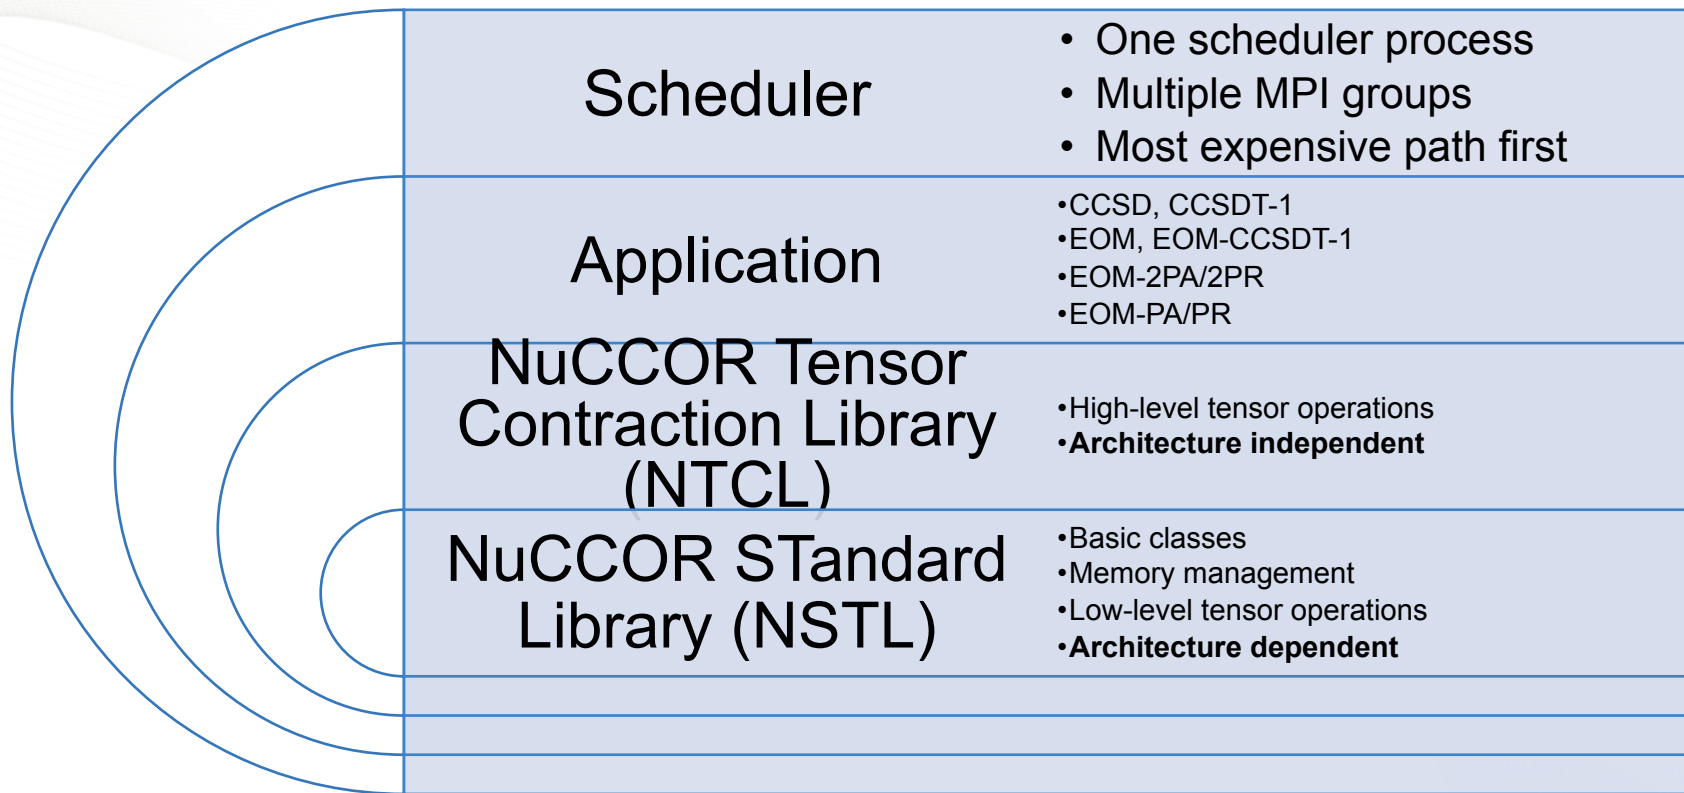 Scheduler
• One scheduler process
• Multiple MPI groups
• Most expensive path first
Application
•CCSD, CCSDT-1
•EOM, EOM-CCSDT-1
•EOM-2PA/2PR
•EOM-PA/PR
NuCCOR Tensor
Contraction Library
(NTCL)
•High-level tensor operations
•Architecture independent
NuCCOR STandard
Library (NSTL)
•Basic classes
•Memory management
•Low-level tensor operations
•Architecture dependent